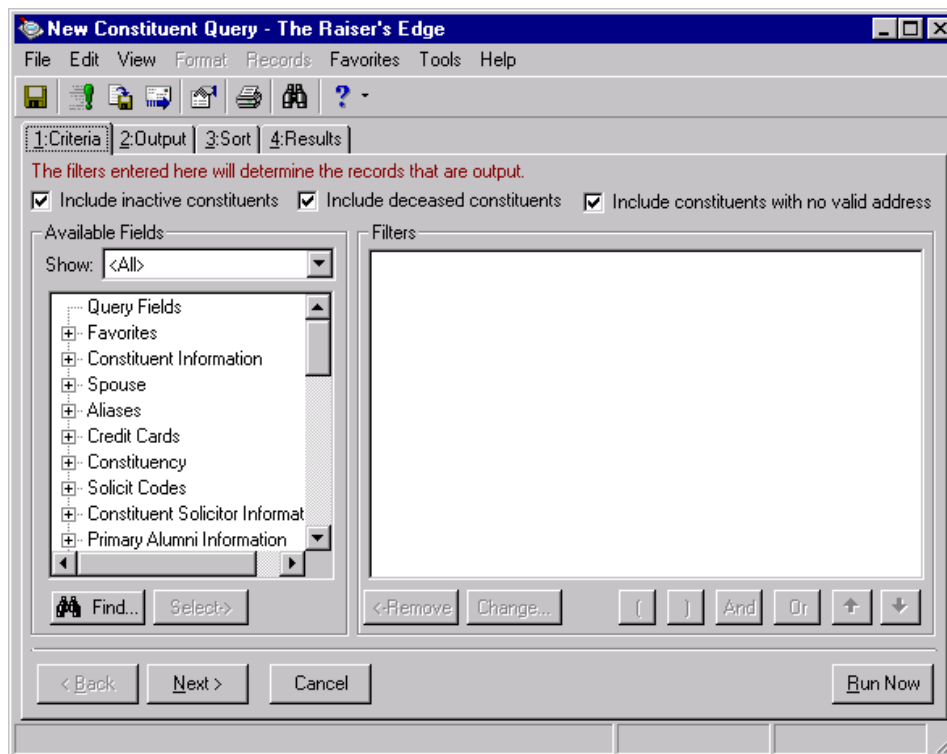 New Constituent Query - The Raiser's Edge
File Edit View Format Records Favorites Tools Help
?
1:Criteria 2:Output 3:Sort 4:Results
The filters entered here will determine the records that are output.
Include inactive constituents Include deceased constituents Include constituents with no valid address
Available Fields Filters
Show: <All>
Query Fields
Favorites
Constituent Information
Spouse
Aliases
Credit Cards
Constituency
Solicit Codes
Constituent Solicitor Informat
Primary Alumni Information
Find... Select-> <-Remove Change... ( ) And Or
< Back Next > Cancel Run Now